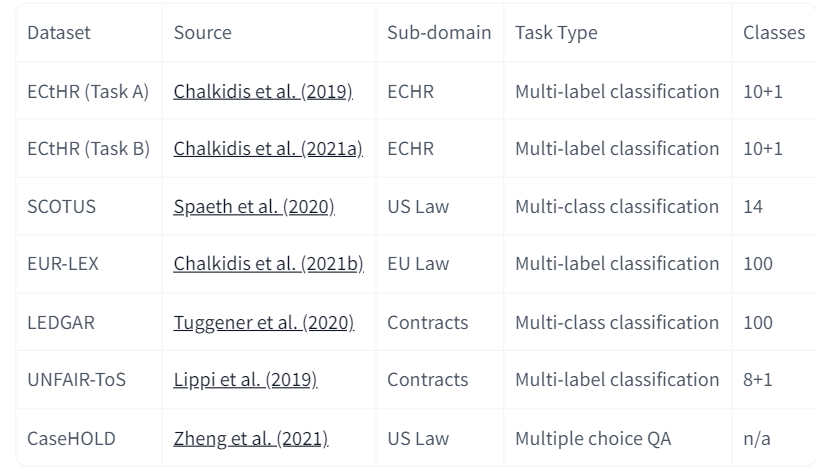 Dataset Source Sub-domain Task Type Classes
ECtHR (Task A) Chalkidis et al. (2019) ECHR Multi-label classification 10+1
ECtHR (Task B) Chalkidis et al. (2021a) ECHR Multi-label classification 10+1
SCOTUS Spaeth et al. (2020) US Law Multi-class classification 14
EUR-LEX Chalkidis et al. (2021b) EU Law Multi-label classification 100
LEDGAR Tuggener et al. (2020) Contracts Multi-class classification 100
UNFAIR-ToS Lippi et al. (2019) Contracts Multi-label classification 8+1
CaseHOLD Zheng et al. (2021) US Law Multiple choice QA n/a